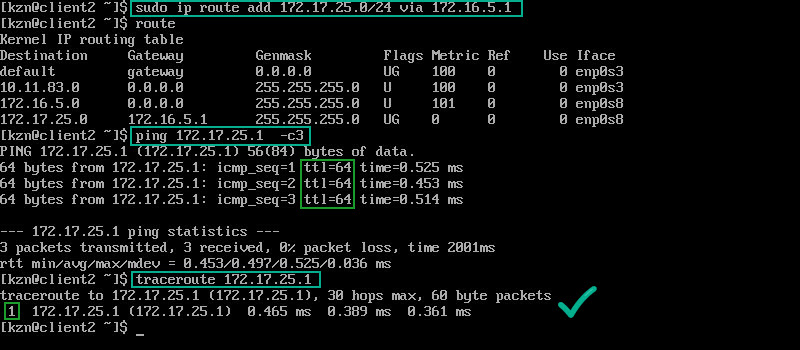 [kzn@client2 ~]$ sudo ip route add 172.17.25.0/24 via 172.16.5.1
[kzn@client2 ~]$ route
Kernel IP routing table
Destination     Gateway         Genmask         Flags Metric Ref    Use Iface
default         gateway         0.0.0.0         UG    100    0        0 enp0s3
10.11.83.0      0.0.0.0         255.255.255.0   U     100    0        0 enp0s3
172.16.5.0      0.0.0.0         255.255.255.0   U     101    0        0 enp0s8
172.17.25.0     172.16.5.1      255.255.255.0   UG    0      0        0 enp0s8
[kzn@client2 ~]$ ping 172.17.25.1  -c3
PING 172.17.25.1 (172.17.25.1) 56(84) bytes of data.
64 bytes from 172.17.25.1: icmp_seq=1 ttl=64 time=0.525 ms
64 bytes from 172.17.25.1: icmp_seq=2 ttl=64 time=0.453 ms
64 bytes from 172.17.25.1: icmp_seq=3 ttl=64 time=0.514 ms
--- 172.17.25.1 ping statistics ---
3 packets transmitted, 3 received, 0% packet loss, time 2001ms
rtt min/avg/max/mdev = 0.453/0.497/0.525/0.036 ms
[kzn@client2 ~]$ traceroute 172.17.25.1
traceroute to 172.17.25.1 (172.17.25.1), 30 hops max, 60 byte packets
 1  172.17.25.1 (172.17.25.1)  0.465 ms  0.389 ms  0.361 ms
[kzn@client2 ~]$ _